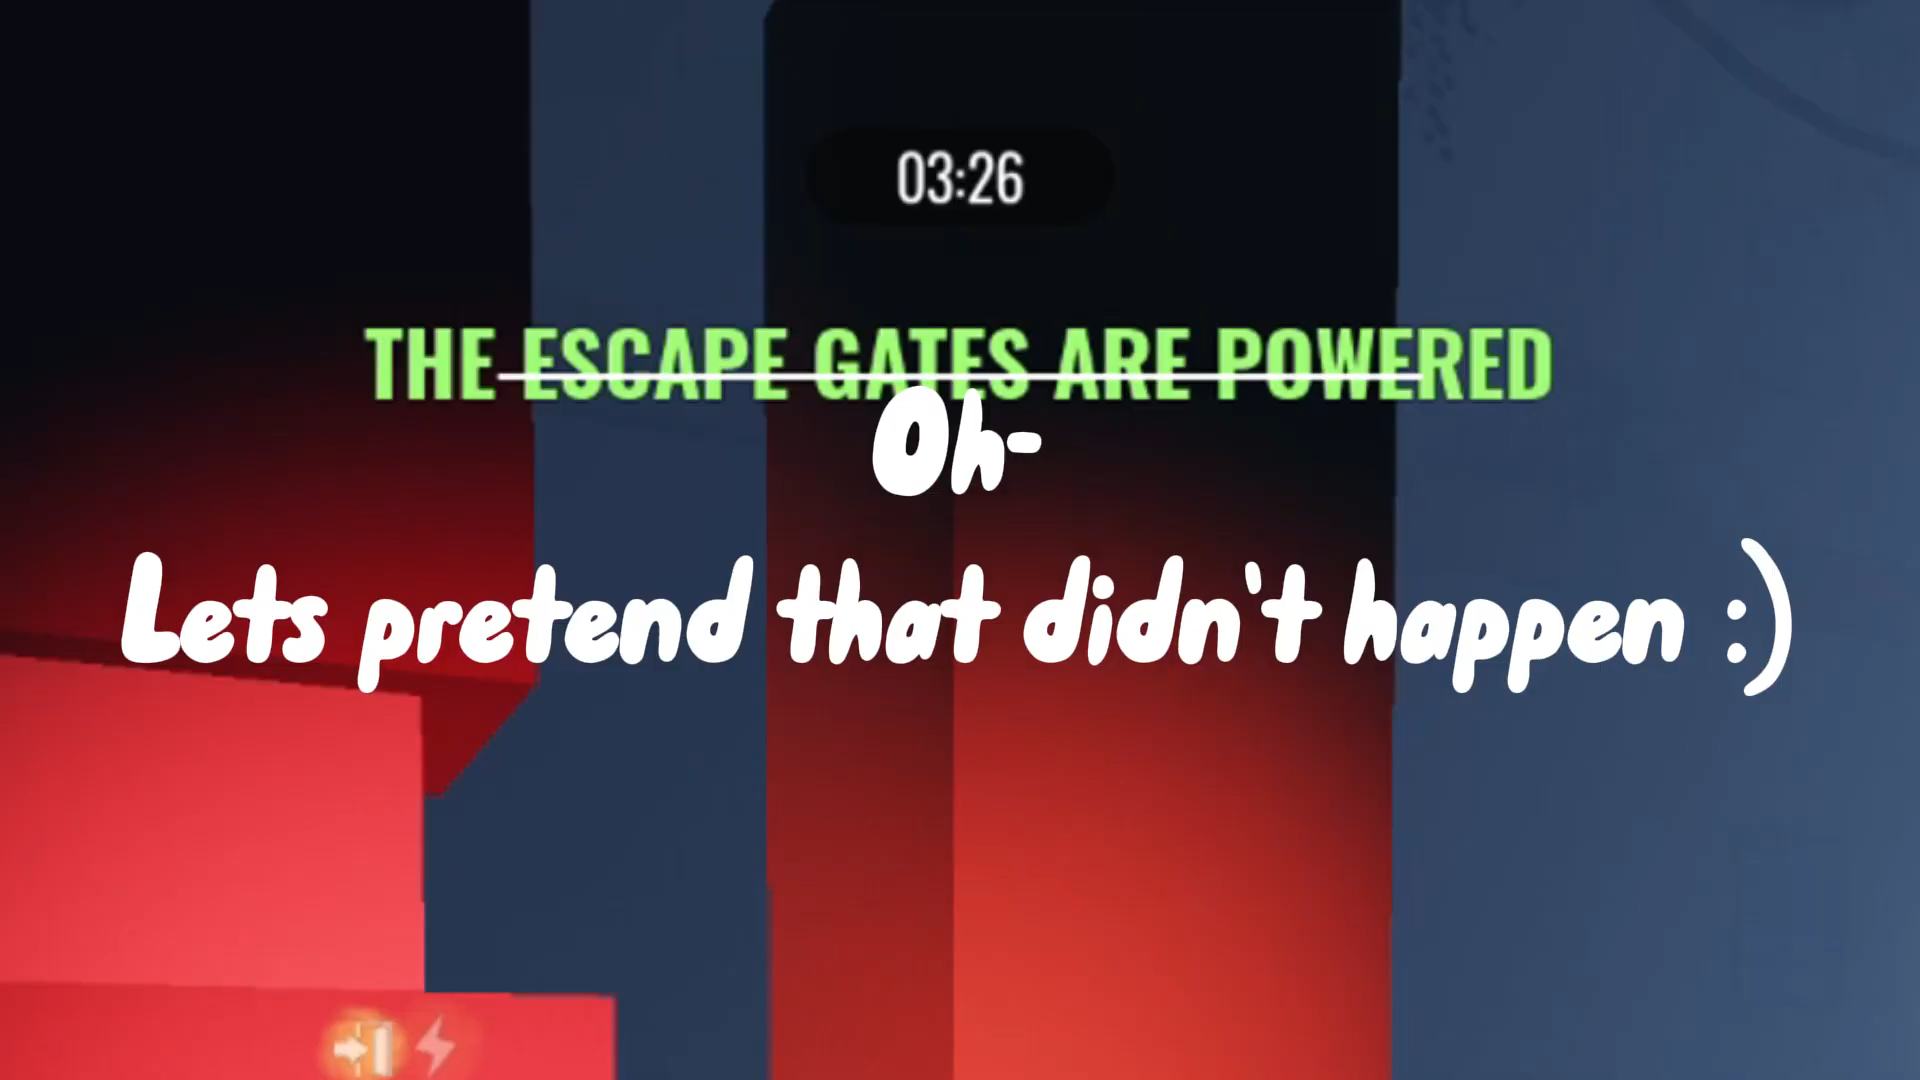 03:26
THE ESCAPE GATES ARE POWERED
Oh-
Lets pretend that didn't happen :)